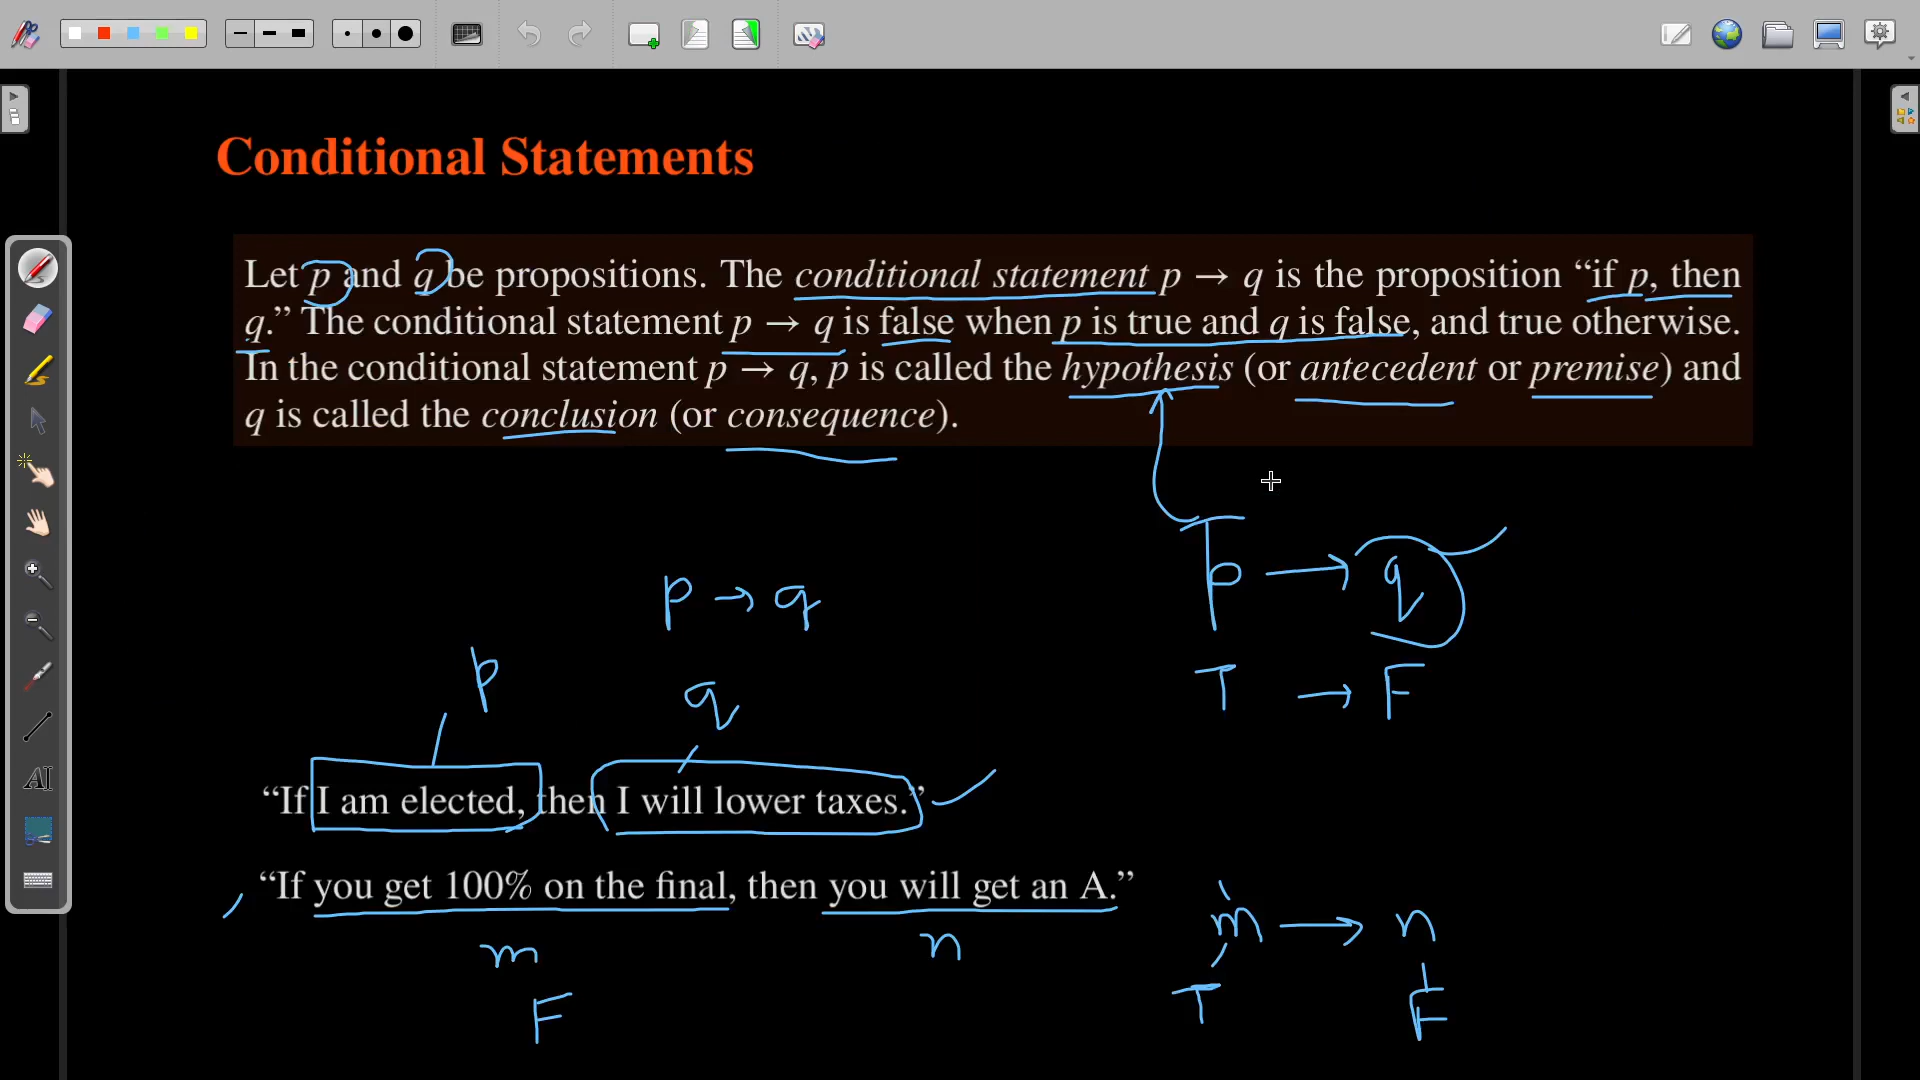 Conditional Statements
Let p and q be propositions. The conditional statement p → q is the proposition “if p, then
q.” The conditional statement p → q is false when p is true and q is false, and true otherwise.
In the conditional statement p → q, p is called the hypothesis (or antecedent or premise) and
q is called the conclusion (or consequence).
T
p → q
p → q
T → F
p
q
“If I am elected, then I will lower taxes.”
“If you get 100% on the final, then you will get an A.”
m n
m → n
F
T F
AI